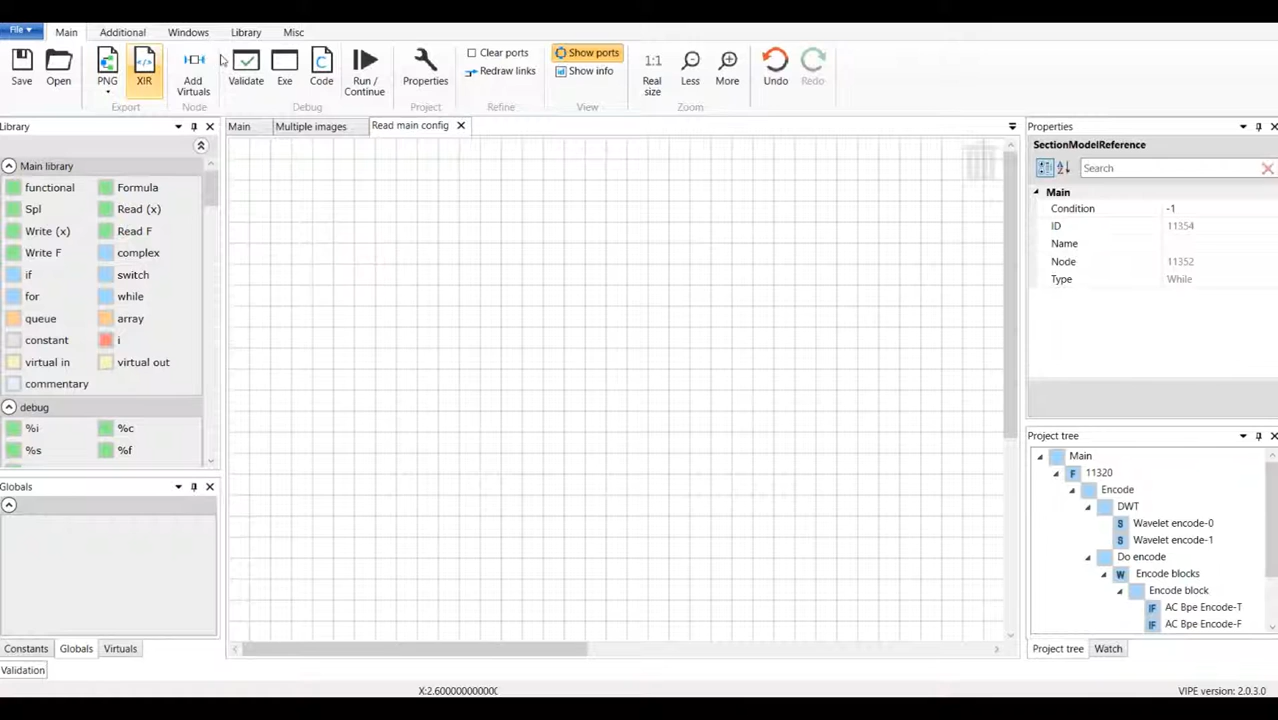 File
Main
Additional
Windows
Library
Misc
Save
Open
PNG
XIR
Export
Add Virtuals
Node
Validate
Exe
Code
Debug
Run / Continue
Properties
Project
Clear ports
Redraw links
Refine
Show ports
Show info
View
1:1
Real size
Less
More
Zoom
Undo
Redo
Library
Main library
functional
Formula
Spl
Read (x)
Write (x)
Read F
Write F
complex
if
switch
for
while
queue
array
constant
i
virtual in
virtual out
commentary
debug
%i
%c
%s
%f
Globals
Constants
Globals
Virtuals
Validation
Main
Multiple images
Read main config
Properties
SectionModelReference
Search
Main
Condition -1
ID 11354
Name
Node 11352
Type While
Project tree
Main
F 11320
Encode
DWT
S Wavelet encode-0
S Wavelet encode-1
Do encode
W Encode blocks
Encode block
IF AC Bpe Encode-T
IF AC Bpe Encode-F
Project tree
Watch
X:2.60000000000
VIPE version: 2.0.3.0